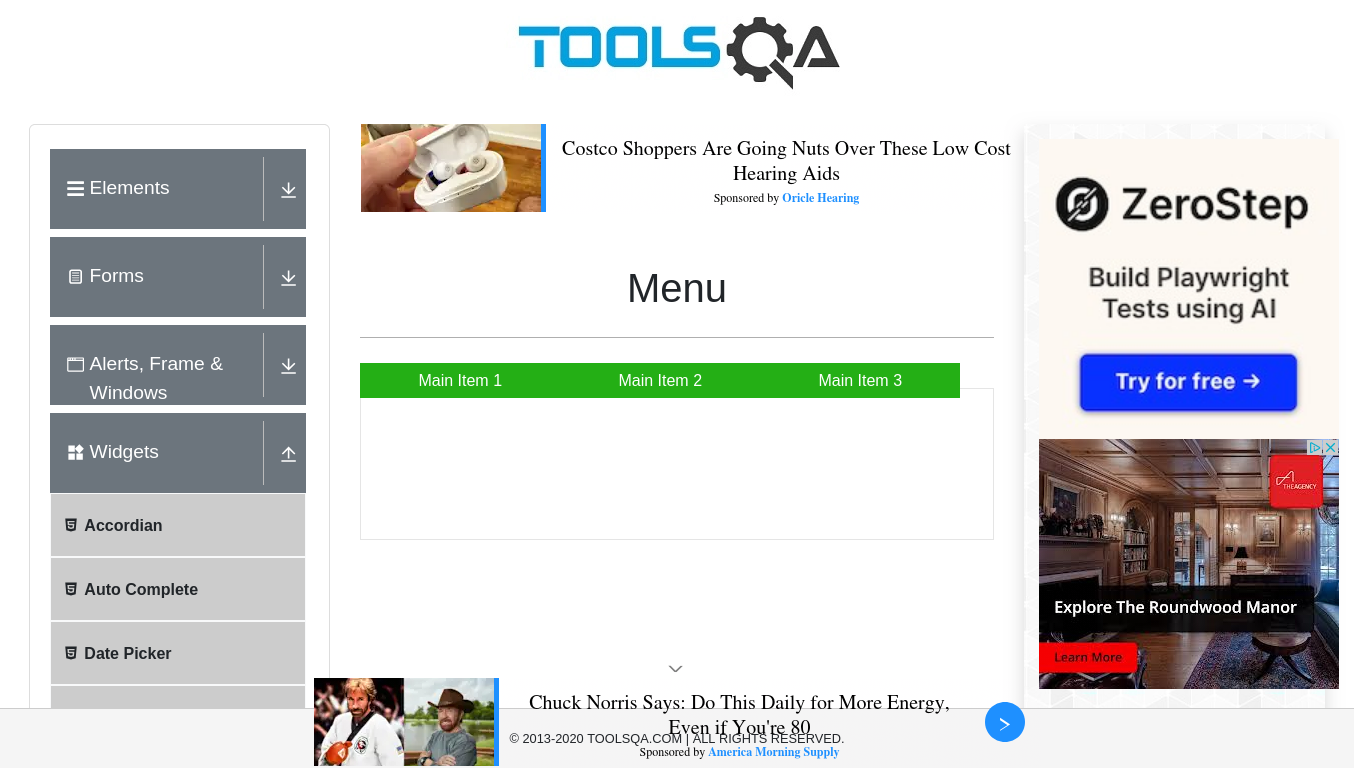 TOOLSQA
Elements
Forms
Alerts, Frame &
Windows
Widgets
Accordian
Auto Complete
Date Picker
Costco Shoppers Are Going Nuts Over These Low Cost
Hearing Aids
Sponsored by Oricle Hearing
Menu
Main Item 1
Main Item 2
Main Item 3
ZeroStep
Build Playwright
Tests using AI
Try for free →
THEAGENCY
Explore The Roundwood Manor
Learn More
Chuck Norris Says: Do This Daily for More Energy,
Even if You're 80
© 2013-2020 TOOLSQA.COM | ALL RIGHTS RESERVED.
Sponsored by America Morning Supply